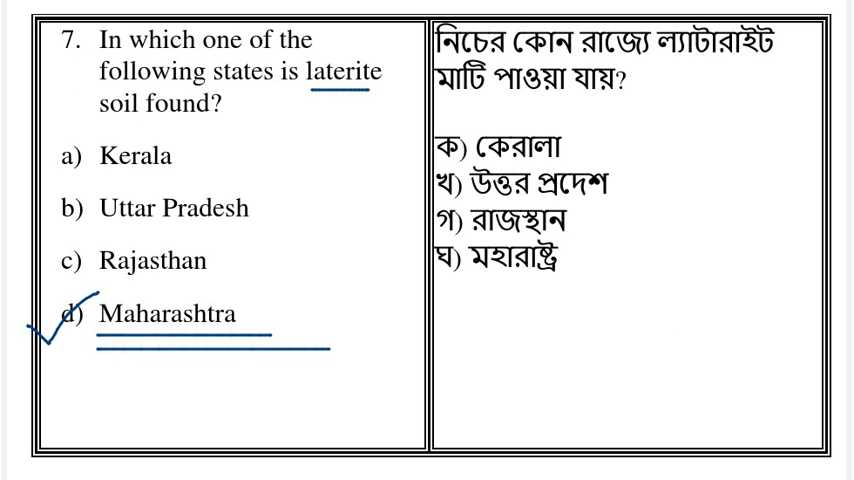 7. In which one of the
following states is laterite
soil found?
a) Kerala
b) Uttar Pradesh
c) Rajasthan
d) Maharashtra
নিচের কোন রাজ্যে ল্যাটারাইট
মাটি পাওয়া যায়?
ক) কেরালা
খ) উত্তর প্রদেশ
গ) রাজস্থান
ঘ) মহারাষ্ট্র